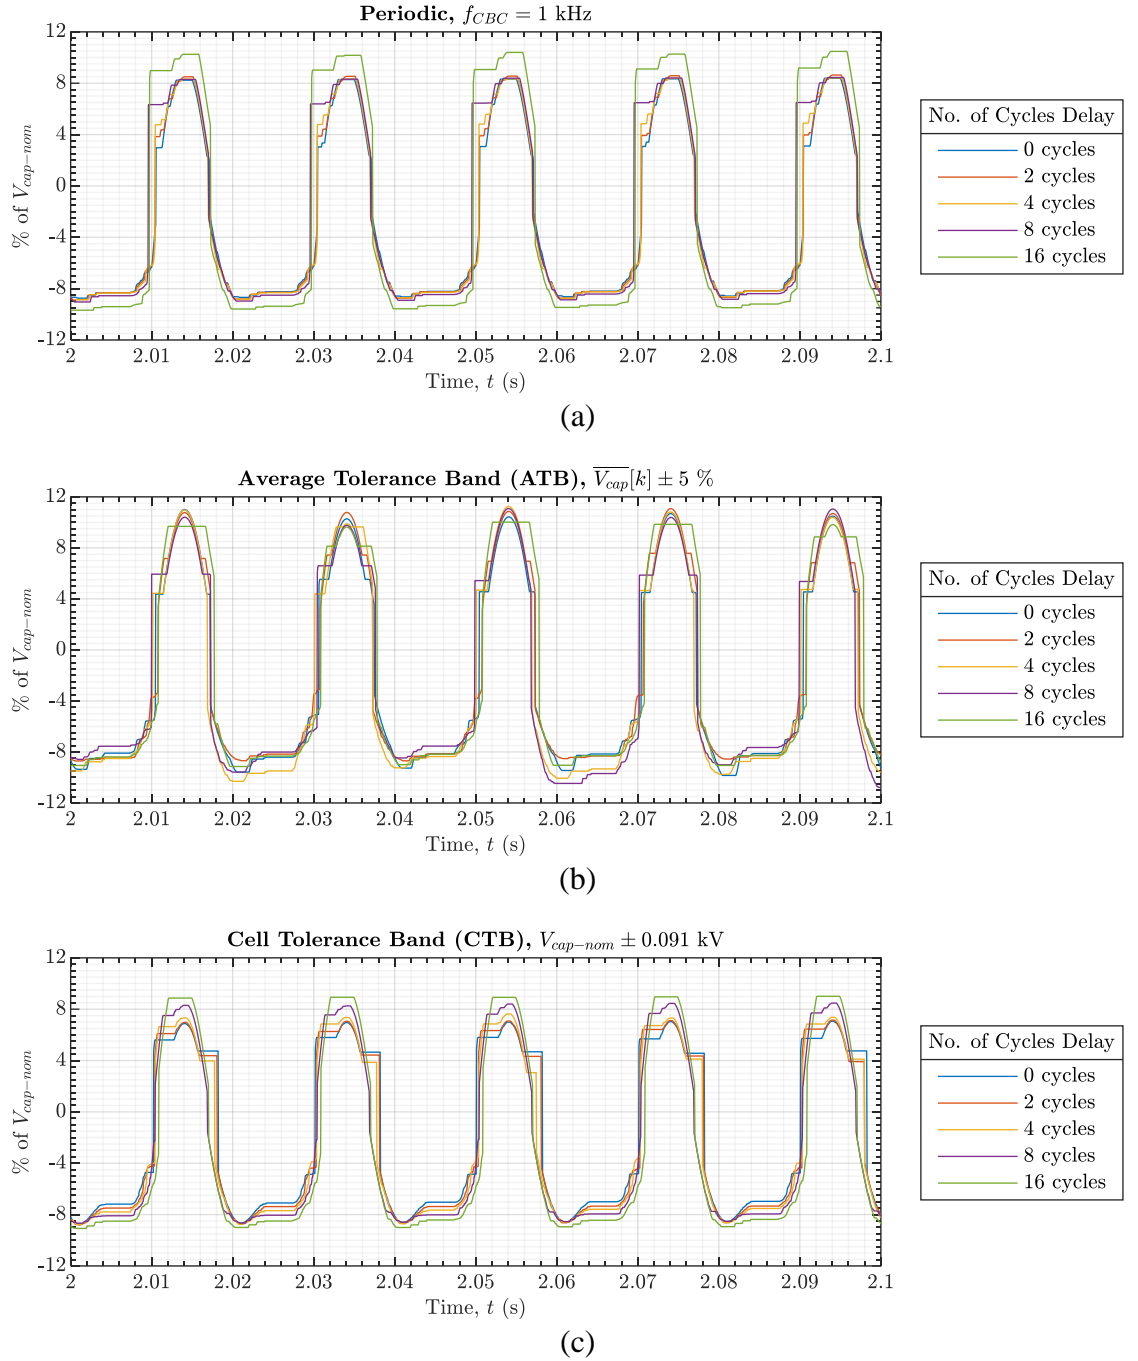 Periodic, f_CBC = 1 kHz
12
8
4
0
-4
-8
-12
% of V_cap−nom
2
2.01
2.02
2.03
2.04
2.05
2.06
2.07
2.08
2.09
2.1
Time, t (s)
No. of Cycles Delay
0 cycles
2 cycles
4 cycles
8 cycles
16 cycles
(a)
Average Tolerance Band (ATB), V̅_cap[k] ± 5 %
12
8
4
0
-4
-8
-12
% of V_cap−nom
2
2.01
2.02
2.03
2.04
2.05
2.06
2.07
2.08
2.09
2.1
Time, t (s)
No. of Cycles Delay
0 cycles
2 cycles
4 cycles
8 cycles
16 cycles
(b)
Cell Tolerance Band (CTB), V_cap−nom ± 0.091 kV
12
8
4
0
-4
-8
-12
% of V_cap−nom
2
2.01
2.02
2.03
2.04
2.05
2.06
2.07
2.08
2.09
2.1
Time, t (s)
No. of Cycles Delay
0 cycles
2 cycles
4 cycles
8 cycles
16 cycles
(c)